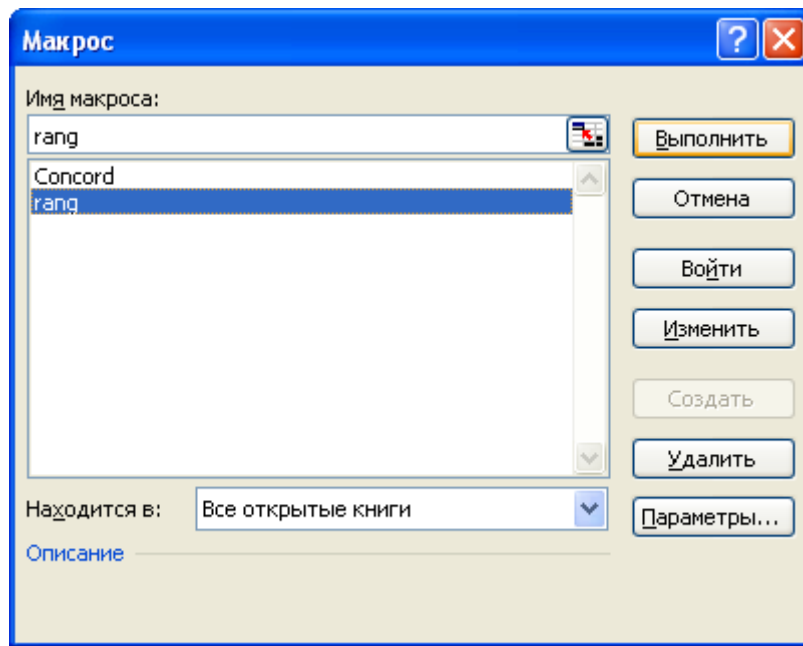 Макрос
Имя макроса:
rang
Concord
rang
Находится в:
Все открытые книги
Описание
Выполнить
Отмена
Войти
Изменить
Создать
Удалить
Параметры...